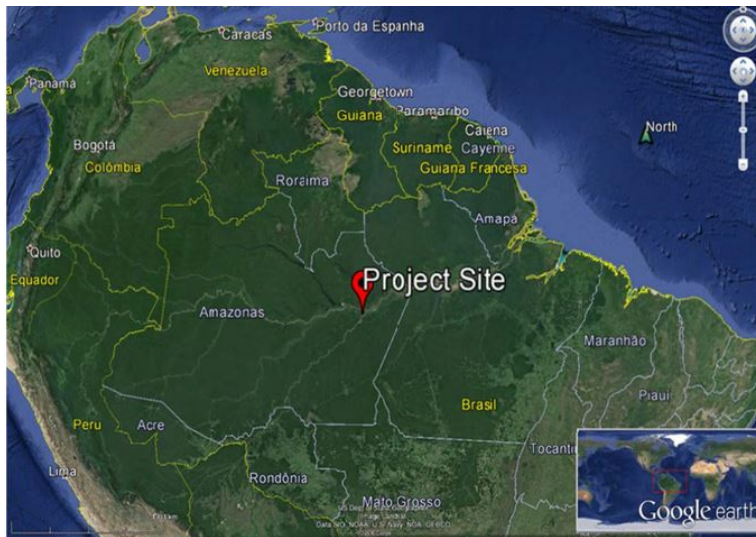 Porto da Espanha
Caracas
Panamá
Venezuela
Georgetown
Guiana
Paramaribo
Caiena
Cayenne
North
Bogotá
Colômbia
Suriname
Guiana Francesa
Roraima
Amapá
Quito
Equador
Project Site
Amazonas
Maranhão
Piauí
Brasil
Peru
Acre
Tocantin
Lima
Rondônia
Mato Grosso
Google earth